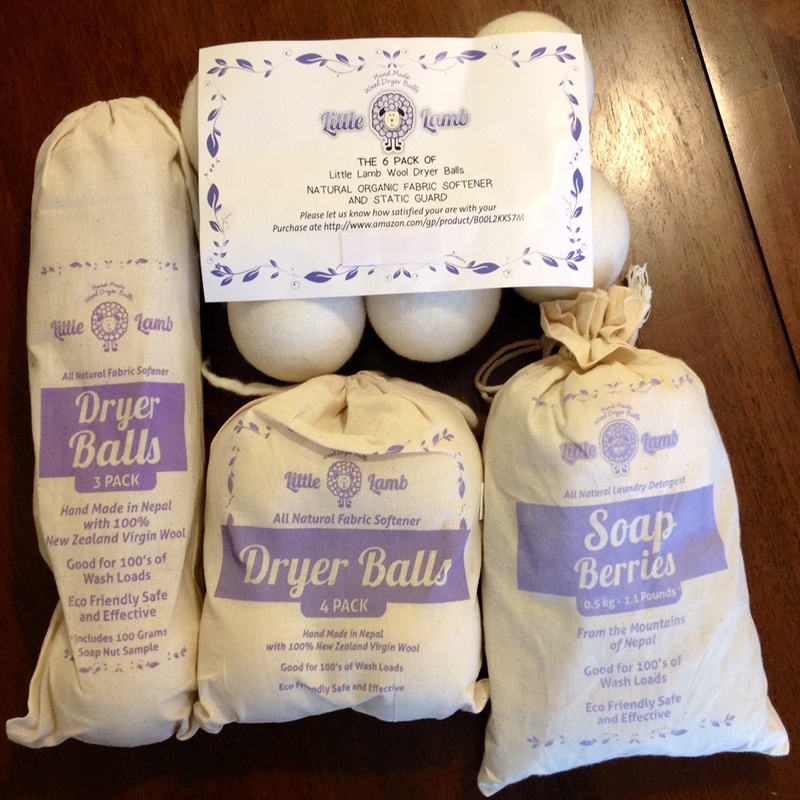 Hand Made
Wool Dryer Balls
Little Lamb
THE 6 PACK OF
Little Lamb Wool Dryer Balls
NATURAL ORGANIC FABRIC SOFTENER
AND STATIC GUARD
Please let us know how satisfied your are with your
Purchase ate http://www.amazon.com/gp/product/B00L2KKS7M
Hand Made
Wool Dryer Balls
Little Lamb
All Natural Fabric Softener
Dryer
Balls
3 PACK
Hand Made in Nepal
with 100%
New Zealand Virgin Wool
Good for 100's of
Wash Loads
Eco Friendly Safe
and Effective
Includes 100 Grams
Soap Nut Sample
Wool Dryer Balls
Little Lamb
All Natural Fabric Softener
Dryer Balls
4 PACK
Hand Made in Nepal
with 100% New Zealand Virgin Wool
Good for 100's of Wash Loads
Eco Friendly Safe and Effective
Hand Made
Wool Dryer Balls
Little Lamb
All Natural Laundry Detergent
Soap
Berries
0.5 kg - 1.1 Pounds
From the Mountains
of Nepal
Good for 100's of
Wash Loads
Eco Friendly Safe
and Effective